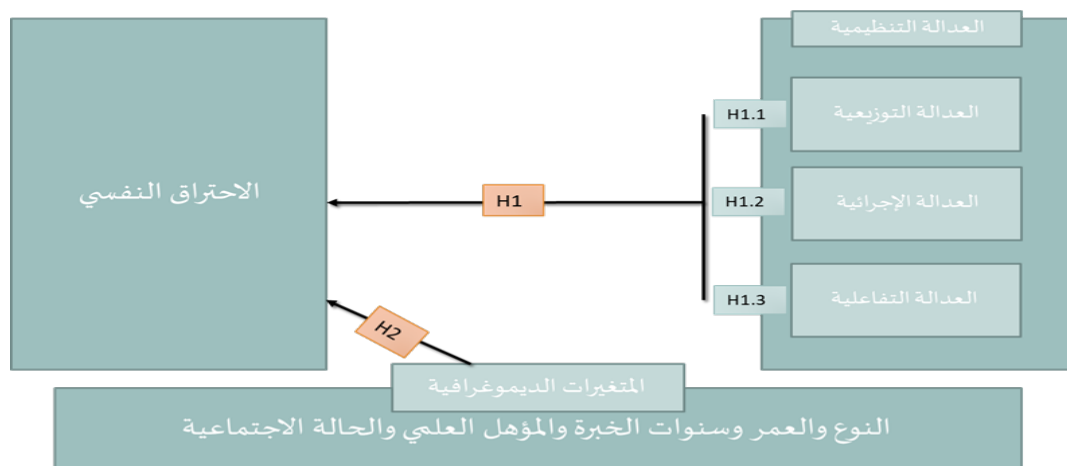 العدالة التنظيمية
العدالة التوزيعية
H1.1
العدالة الإجرائية
H1.2
العدالة التفاعلية
H1.3
H1
الاحتراق النفسي
H2
المتغيرات الديموغرافية
النوع والعمر وسنوات الخبرة والمؤهل العلمي والحالة الاجتماعية